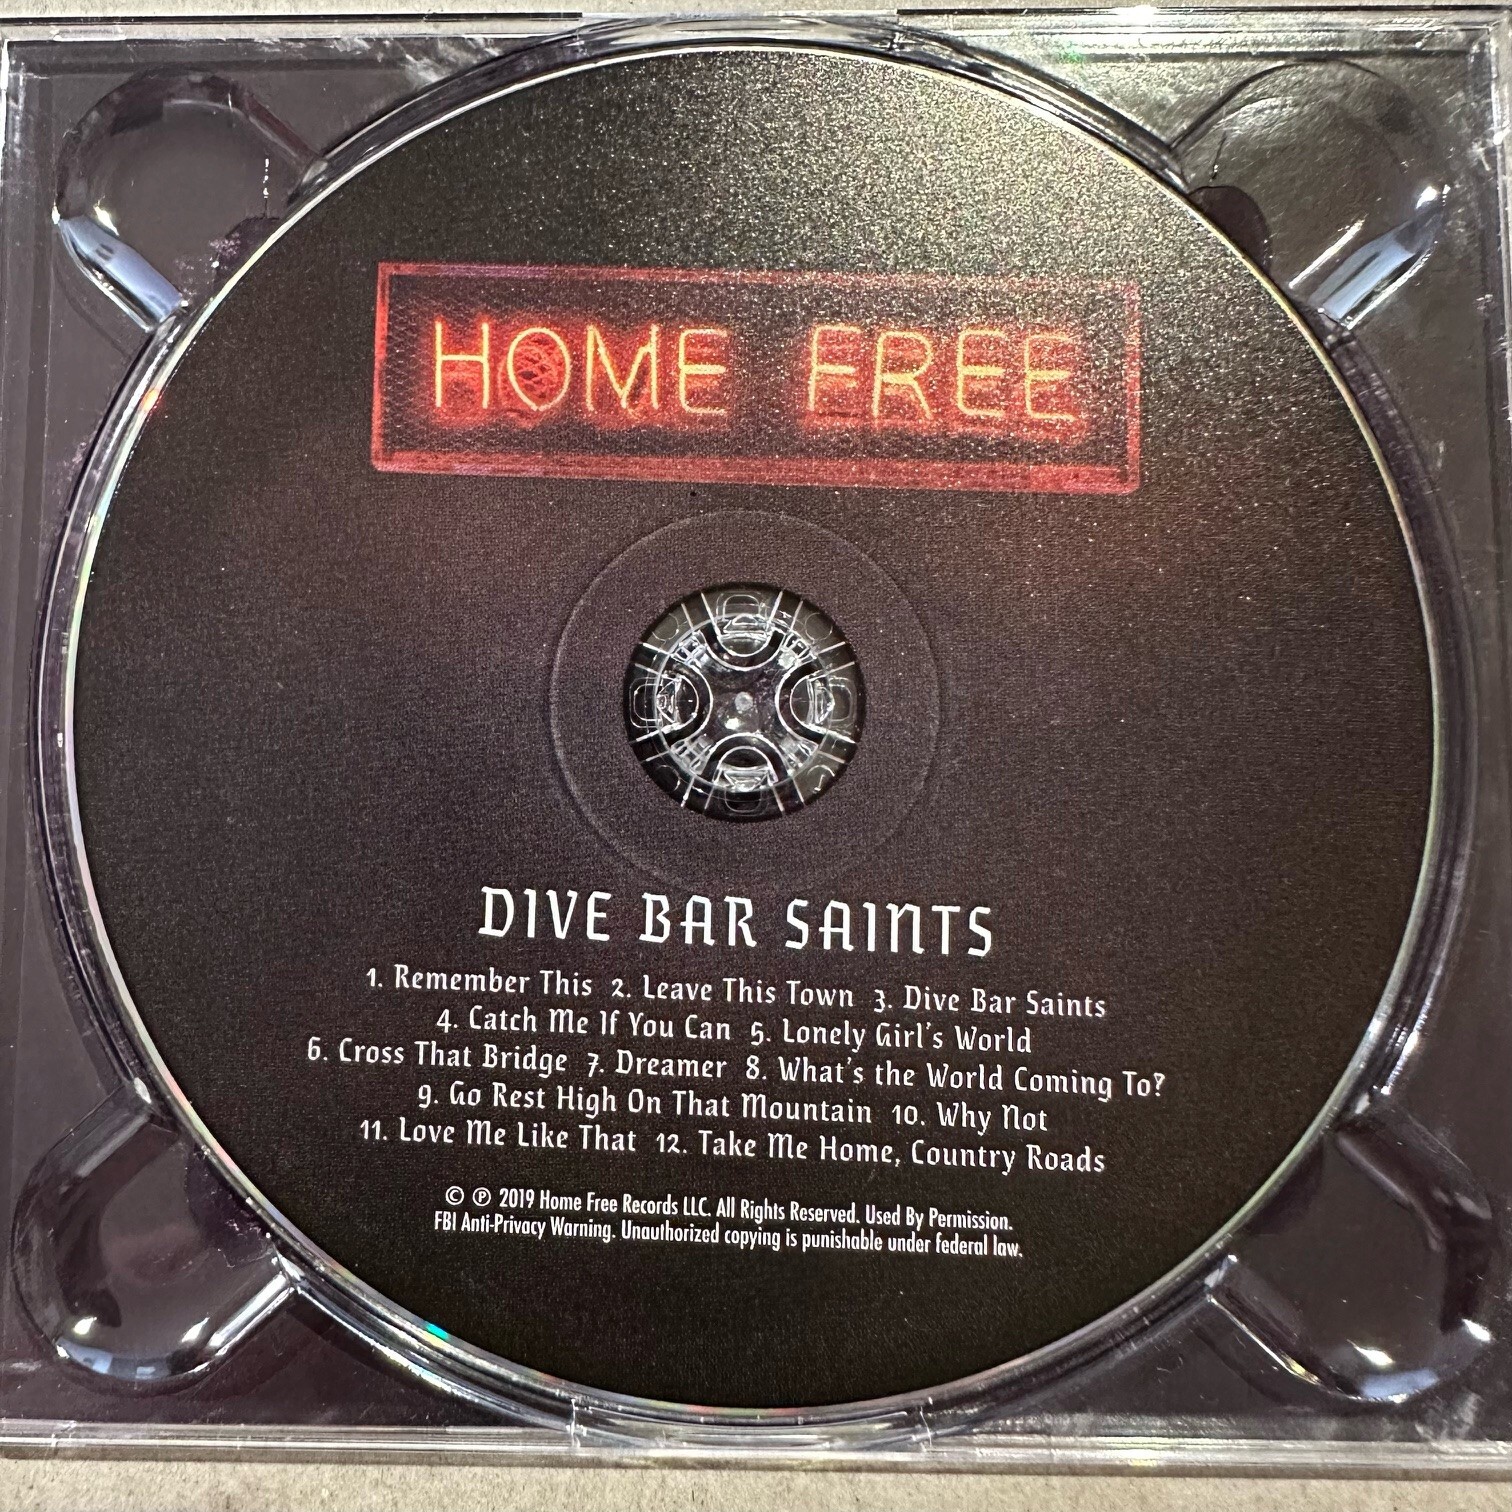 HOME FREE
DIVE BAR SAINTS
1. Remember This 2. Leave This Town 3. Dive Bar Saints
4. Catch Me If You Can 5. Lonely Girl's World
6. Cross That Bridge 7. Dreamer 8. What's the World Coming To?
9. Go Rest High On That Mountain 10. Why Not
11. Love Me Like That 12. Take Me Home, Country Roads
© ℗ 2019 Home Free Records LLC. All Rights Reserved. Used By Permission.
FBI Anti-Privacy Warning. Unauthorized copying is punishable under federal law.